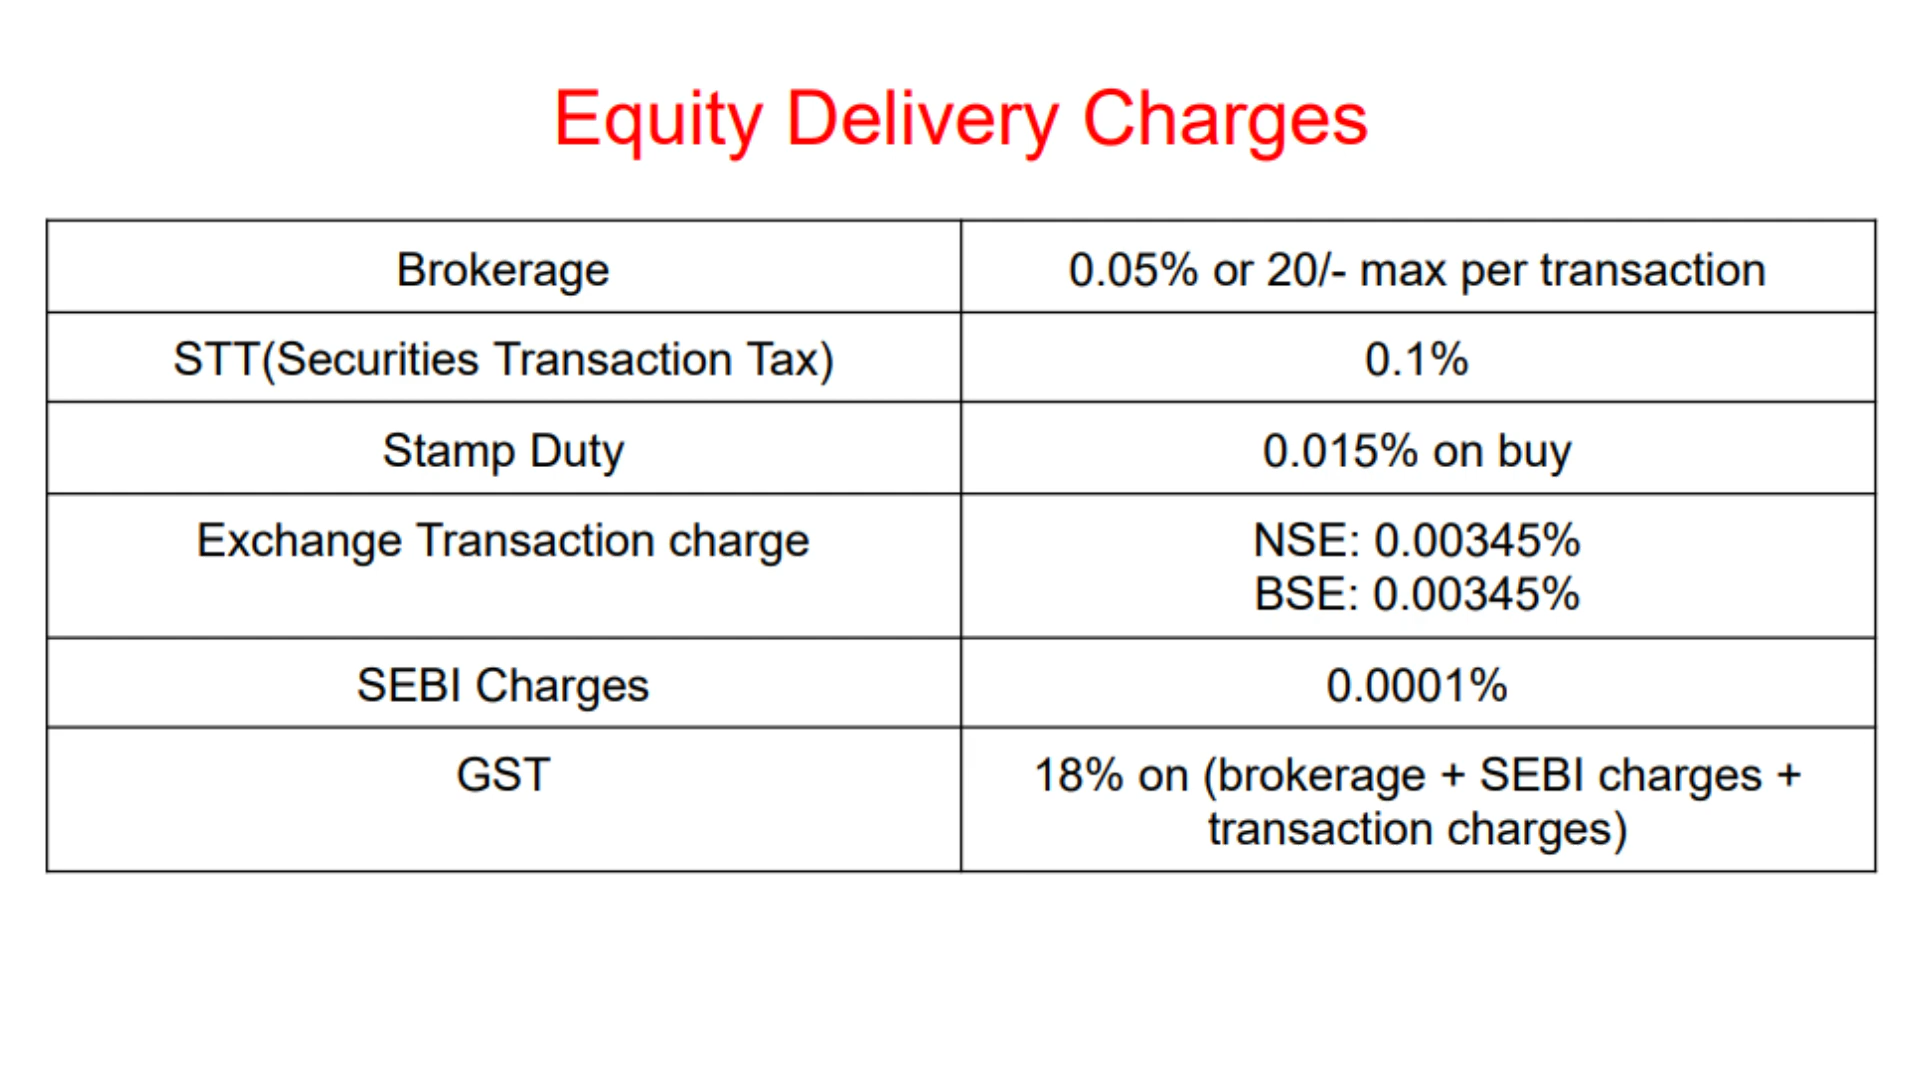 Equity Delivery Charges
Brokerage
0.05% or 20/- max per transaction
STT(Securities Transaction Tax)
0.1%
Stamp Duty
0.015% on buy
Exchange Transaction charge
NSE: 0.00345%
BSE: 0.00345%
SEBI Charges
0.0001%
GST
18% on (brokerage + SEBI charges +
transaction charges)